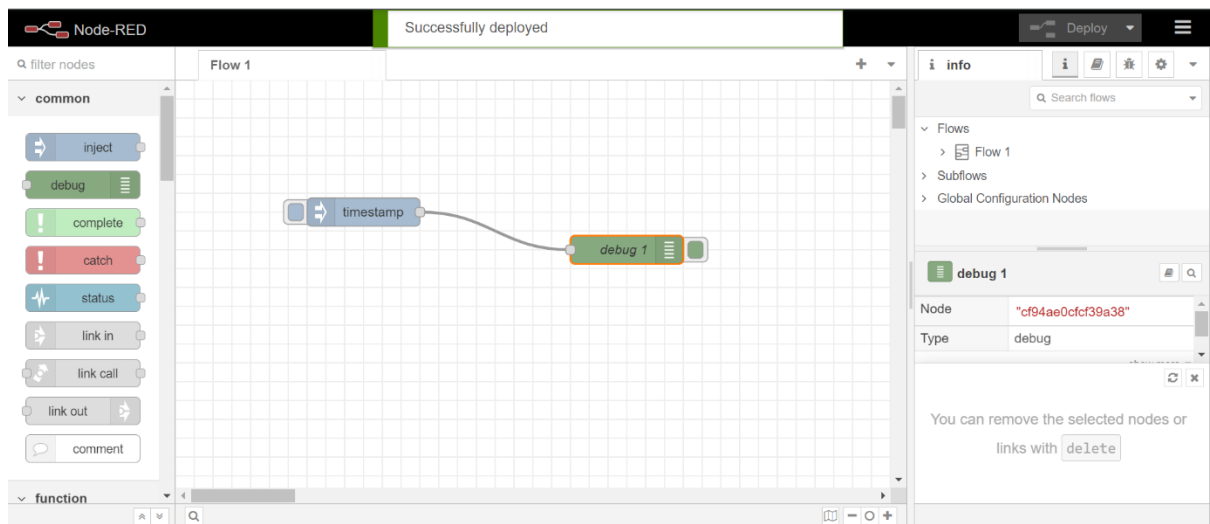 Node-RED
Successfully deployed
Deploy
filter nodes
Flow 1
i info
i
Search flows
common
inject
debug
complete
catch
status
link in
link call
link out
comment
function
timestamp
debug 1
Flows
Flow 1
Subflows
Global Configuration Nodes
debug 1
Node "cf94ae0cfcf39a38"
Type debug
You can remove the selected nodes or
links with delete